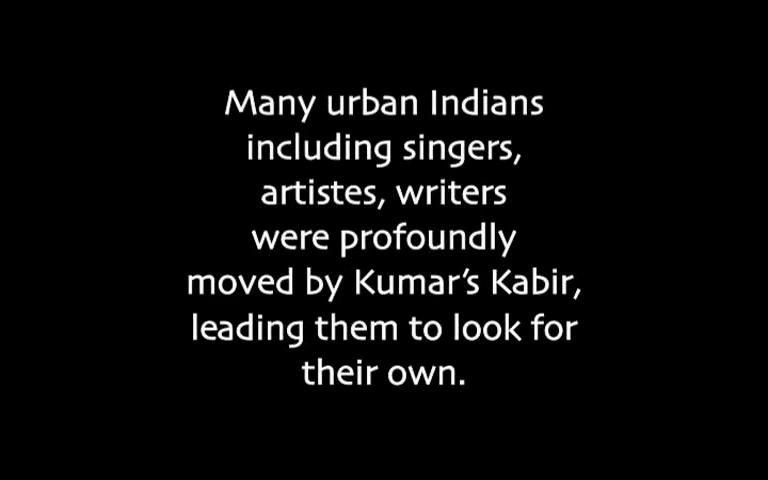 Many urban Indians
including singers,
artistes, writers
were profoundly
moved by Kumar’s Kabir,
leading them to look for
their own.